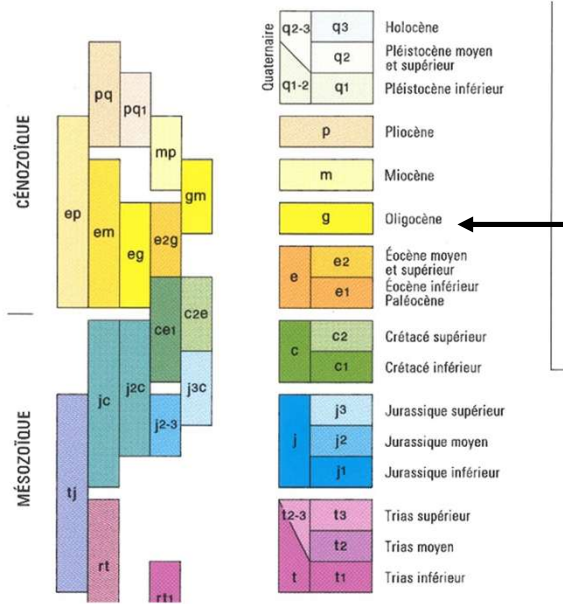 CÉNOZOÏQUE
MÉSOZOÏQUE
pq
pq1
mp
gm
ep
em
eg
e2g
ce1
c2e
jc
j2c
j3c
j2-3
tj
rt
rt1
Quaternaire
q2-3
q3
Holocène
q2
Pléistocène moyen
et supérieur
q1-2
q1
Pléistocène inférieur
p
Pliocène
m
Miocène
g
Oligocène
e
e2
Éocène moyen
et supérieur
e1
Éocène inférieur
Paléocène
c
c2
Crétacé supérieur
c1
Crétacé inférieur
j
j3
Jurassique supérieur
j2
Jurassique moyen
j1
Jurassique inférieur
t2-3
t3
Trias supérieur
t2
Trias moyen
t
t1
Trias inférieur